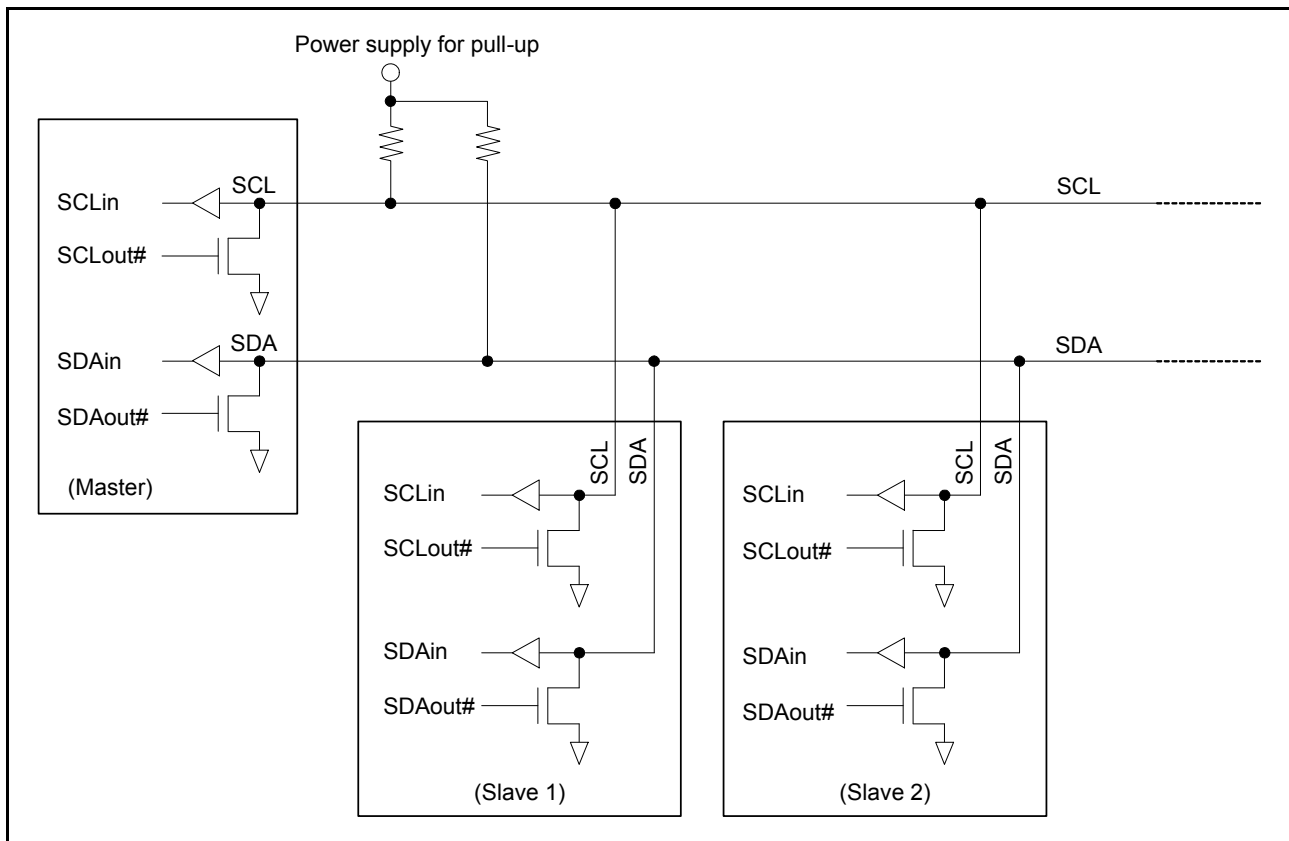 Power supply for pull-up
SCL
SCLin
SCLout#
SDA
SDAin
SDAout#
(Master)
SCL
SDA
SCL
SDA
SCLin
SCLout#
SDAin
SDAout#
(Slave 1)
SCL
SDA
SCLin
SCLout#
SDAin
SDAout#
(Slave 2)